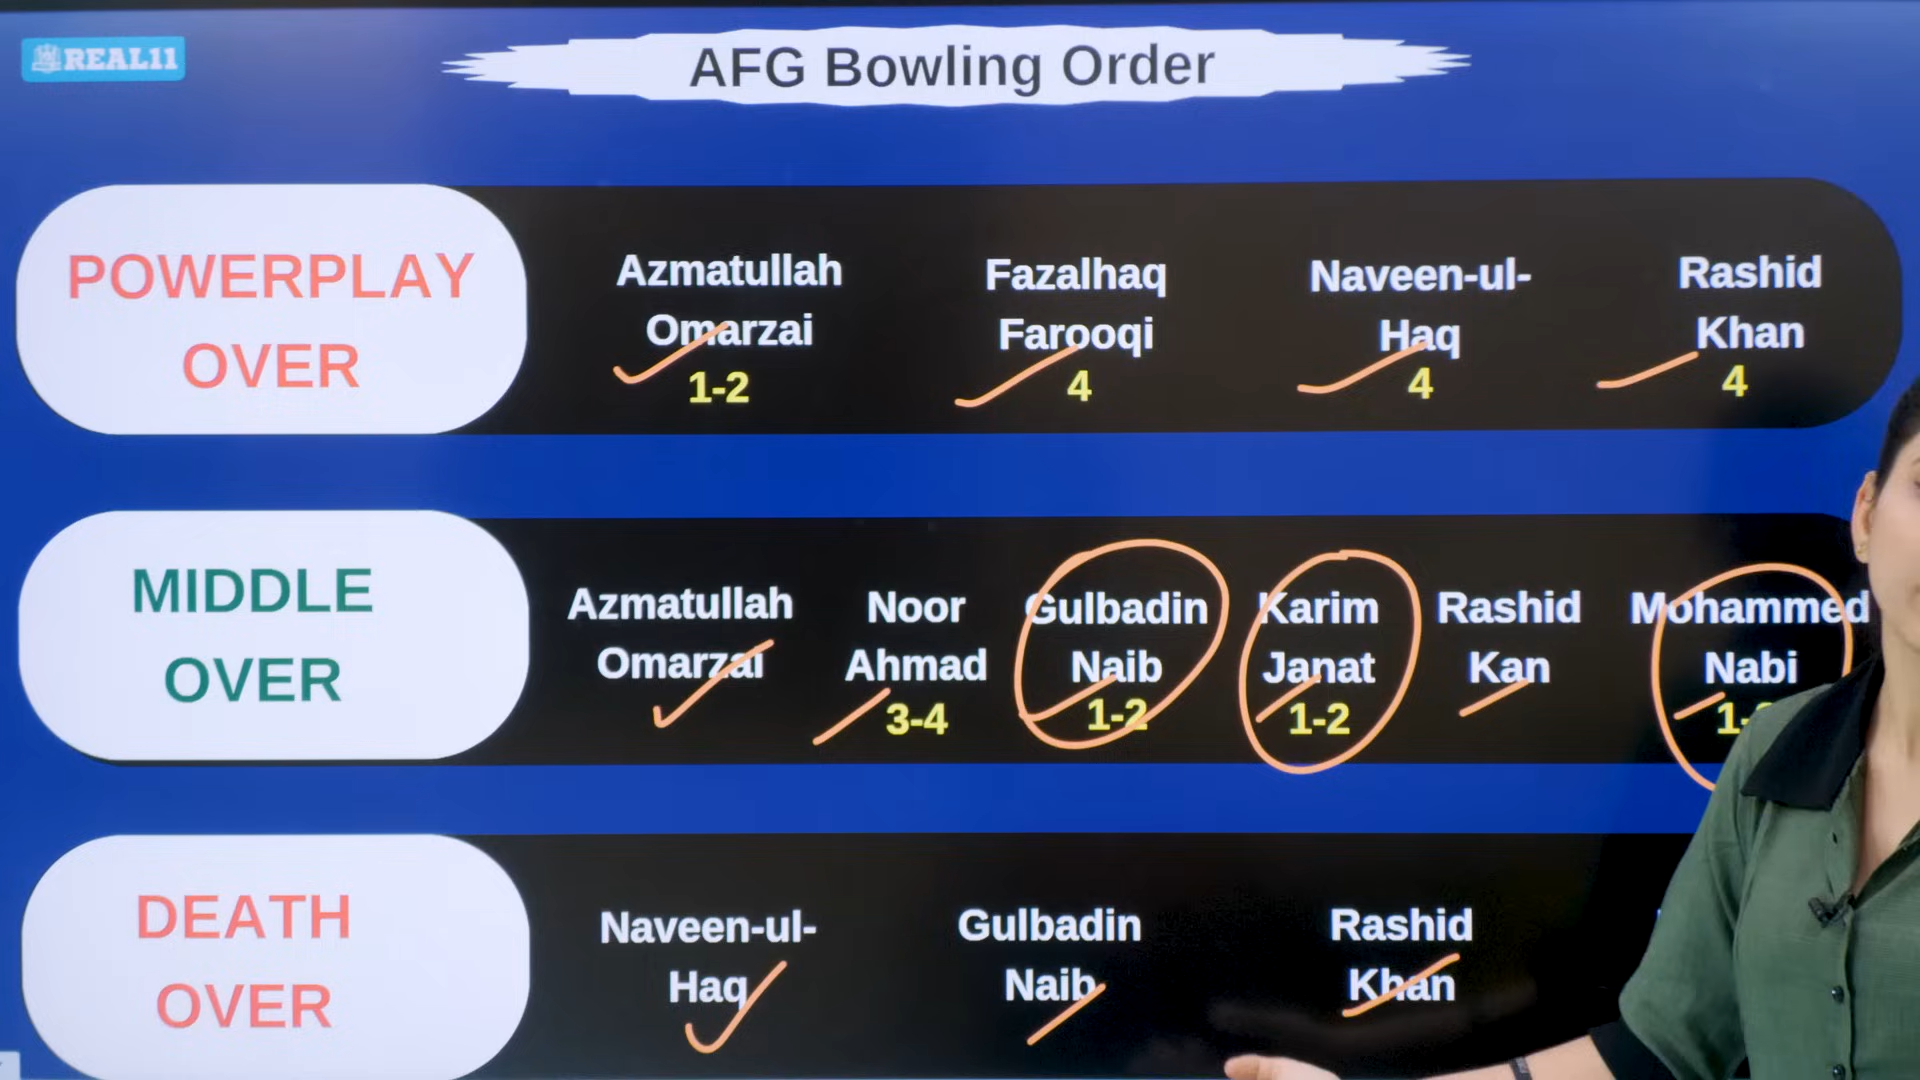 REAL11
AFG Bowling Order
POWERPLAY
OVER
Azmatullah
Omarzai
1-2
Fazalhaq
Farooqi
4
Naveen-ul-
Haq
4
Rashid
Khan
4
MIDDLE
OVER
Azmatullah
Omarzai
Noor
Ahmad
3-4
Gulbadin
Naib
1-2
Karim
Janat
1-2
Rashid
Kan
Mohammed
Nabi
1-
DEATH
OVER
Naveen-ul-
Haq
Gulbadin
Naib
Rashid
Khan